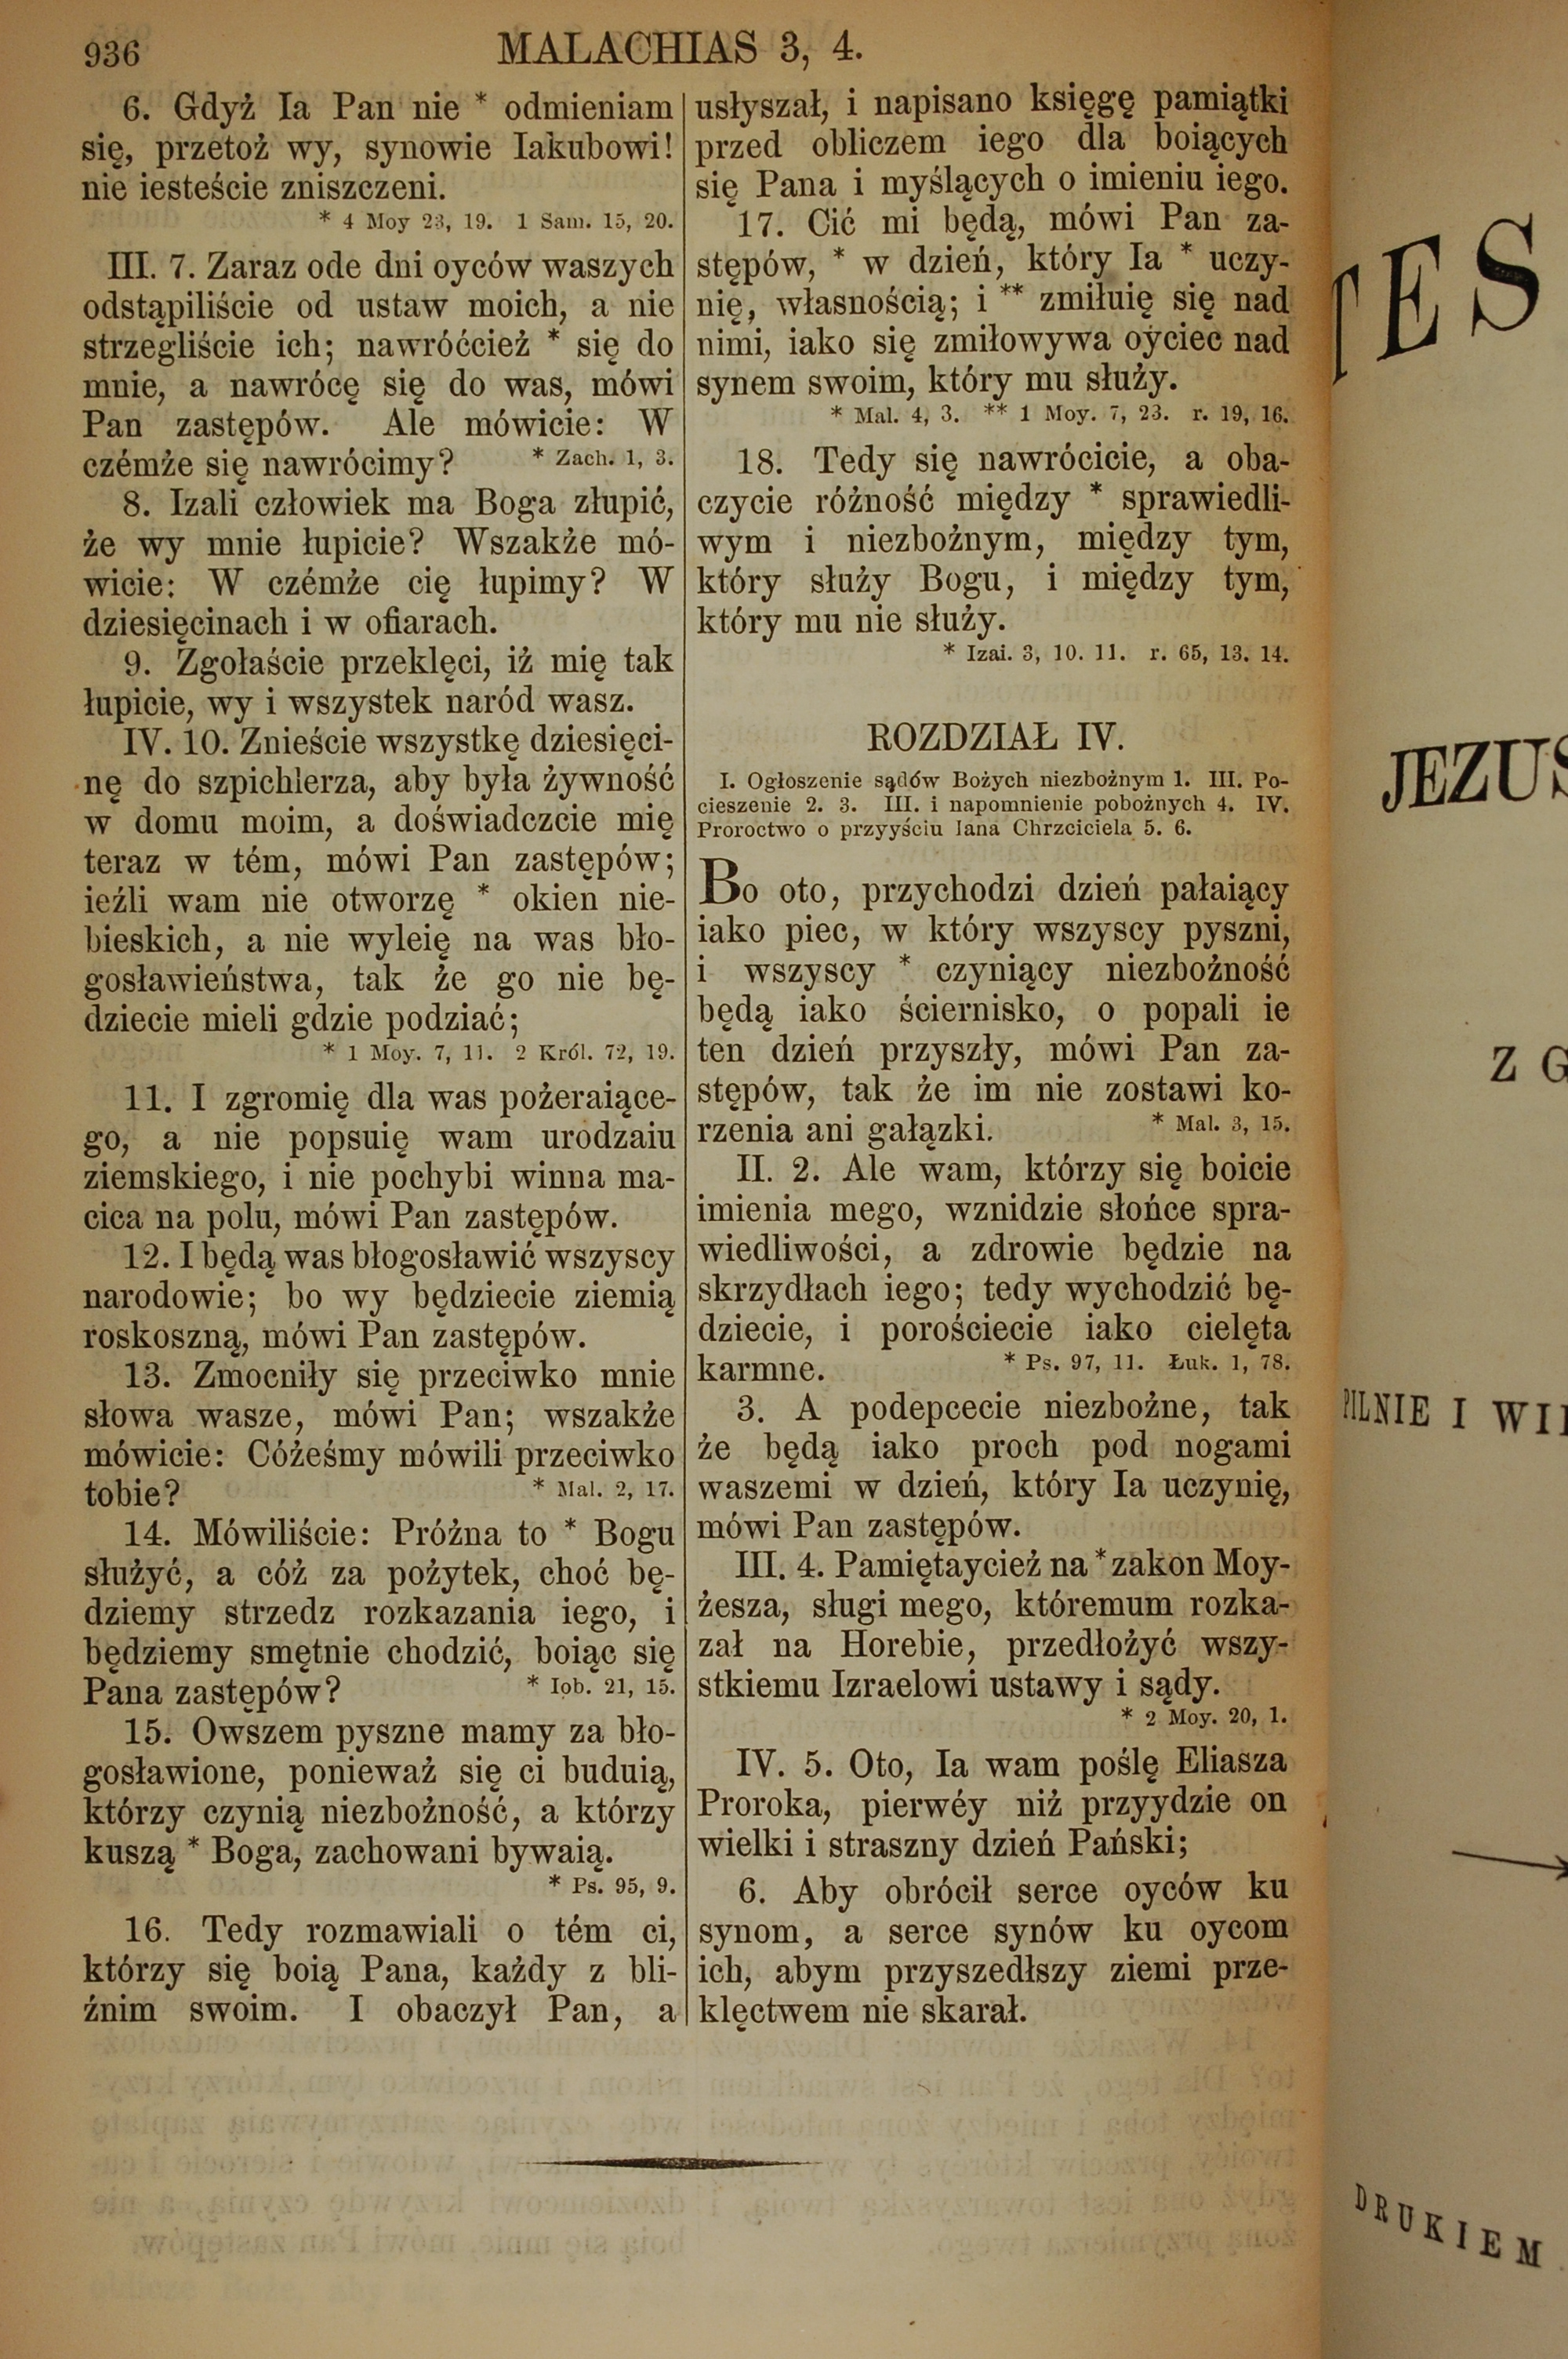 936
MALACHIAS 3, 4.
6. Gdyż Ia Pan nie * odmieniam
się, przetoż wy, synowie Iakubowi!
nie iesteście zniszczeni.
* 4 Moy 23, 19. 1 Sam. 15, 20.
III. 7. Zaraz ode dni oyców waszych
odstąpiliście od ustaw moich, a nie
strzegliście ich; nawróćcież * się do
mnie, a nawrócę się do was, mówi
Pan zastępów. Ale mówicie: W
czémże się nawrócimy? * Zach. 1, 3.
8. Izali człowiek ma Boga złupić,
że wy mnie łupicie? Wszakże mó-
wicie: W czémże cię łupimy? W
dziesięcinach i w ofiarach.
9. Zgołaście przeklęci, iż mię tak
łupicie, wy i wszystek naród wasz.
IV. 10. Znieście wszystkę dziesięci-
nę do szpichlerza, aby była żywność
w domu moim, a doświadczcie mię
teraz w tém, mówi Pan zastępów;
ieźli wam nie otworzę * okien nie-
bieskich, a nie wyleię na was bło-
gosławieństwa, tak że go nie bę-
dziecie mieli gdzie podziać;
* 1 Moy. 7, 11. 2 Król. 72, 19.
11. I zgromię dla was pożeraiące-
go, a nie popsuię wam urodzaiu
ziemskiego, i nie pochybi winna ma-
cica na polu, mówi Pan zastępów.
12. I będą was błogosławić wszyscy
narodowie; bo wy będziecie ziemią
roskoszną, mówi Pan zastępów.
13. Zmocniły się przeciwko mnie
słowa wasze, mówi Pan; wszakże
mówicie: Cóżeśmy mówili przeciwko
tobie? * Mal. 2, 17.
14. Mówiliście: Próżna to * Bogu
służyć, a cóż za pożytek, choć bę-
dziemy strzedz rozkazania iego, i
będziemy smętnie chodzić, boiąc się
Pana zastępów? * Iob. 21, 15.
15. Owszem pyszne mamy za bło-
gosławione, ponieważ się ci buduią,
którzy czynią niezbożność, a którzy
kuszą * Boga, zachowani bywaią.
* Ps. 95, 9.
16. Tedy rozmawiali o tém ci,
którzy się boią Pana, każdy z bli-
źnim swoim. I obaczył Pan, a
usłyszał, i napisano księgę pamiątki
przed obliczem iego dla boiących
się Pana i myślących o imieniu iego.
17. Cić mi będą, mówi Pan za-
stępów, * w dzień, który Ia * uczy-
nię, własnością; i ** zmiłuię się nad
nimi, iako się zmiłowywa oyciec nad
synem swoim, który mu służy.
* Mal. 4, 3. ** 1 Moy. 7, 23. r. 19, 16.
18. Tedy się nawrócicie, a oba-
czycie różność między * sprawiedli-
wym i niezbożnym, między tym,
który służy Bogu, i między tym,
który mu nie służy.
* Izai. 3, 10. 11. r. 65, 13. 14.
ROZDZIAŁ IV.
I. Ogłoszenie sądów Bożych niezbożnym 1. III. Po-
cieszenie 2. 3. III. i napomnienie pobożnych 4. IV.
Proroctwo o przyyściu Iana Chrzciciela 5. 6.
Bo oto, przychodzi dzień pałaiący
iako piec, w który wszyscy pyszni,
i wszyscy * czyniący niezbożność
będą iako ściernisko, o popali ie
ten dzień przyszły, mówi Pan za-
stępów, tak że im nie zostawi ko-
rzenia ani gałązki. * Mal. 3, 15.
II. 2. Ale wam, którzy się boicie
imienia mego, wznidzie słońce spra-
wiedliwości, a zdrowie będzie na
skrzydłach iego; tedy wychodzić bę-
dziecie, i porościecie iako cielęta
karmne. * Ps. 97, 11. Łuk. 1, 78.
3. A podepcecie niezbożne, tak
że będą iako proch pod nogami
waszemi w dzień, który Ia uczynię,
mówi Pan zastępów.
III. 4. Pamiętaycież na * zakon Moy-
żesza, sługi mego, któremum rozka-
zał na Horebie, przedłożyć wszy-
stkiemu Izraelowi ustawy i sądy.
* 2 Moy. 20, 1.
IV. 5. Oto, Ia wam poślę Eliasza
Proroka, pierwéy niż przyydzie on
wielki i straszny dzień Pański;
6. Aby obrócił serce oyców ku
synom, a serce synów ku oycom
ich, abym przyszedłszy ziemi prze-
klęctwem nie skarał.
TES
JEZUS
Z G
PILNIE I WI
DRUKIEM